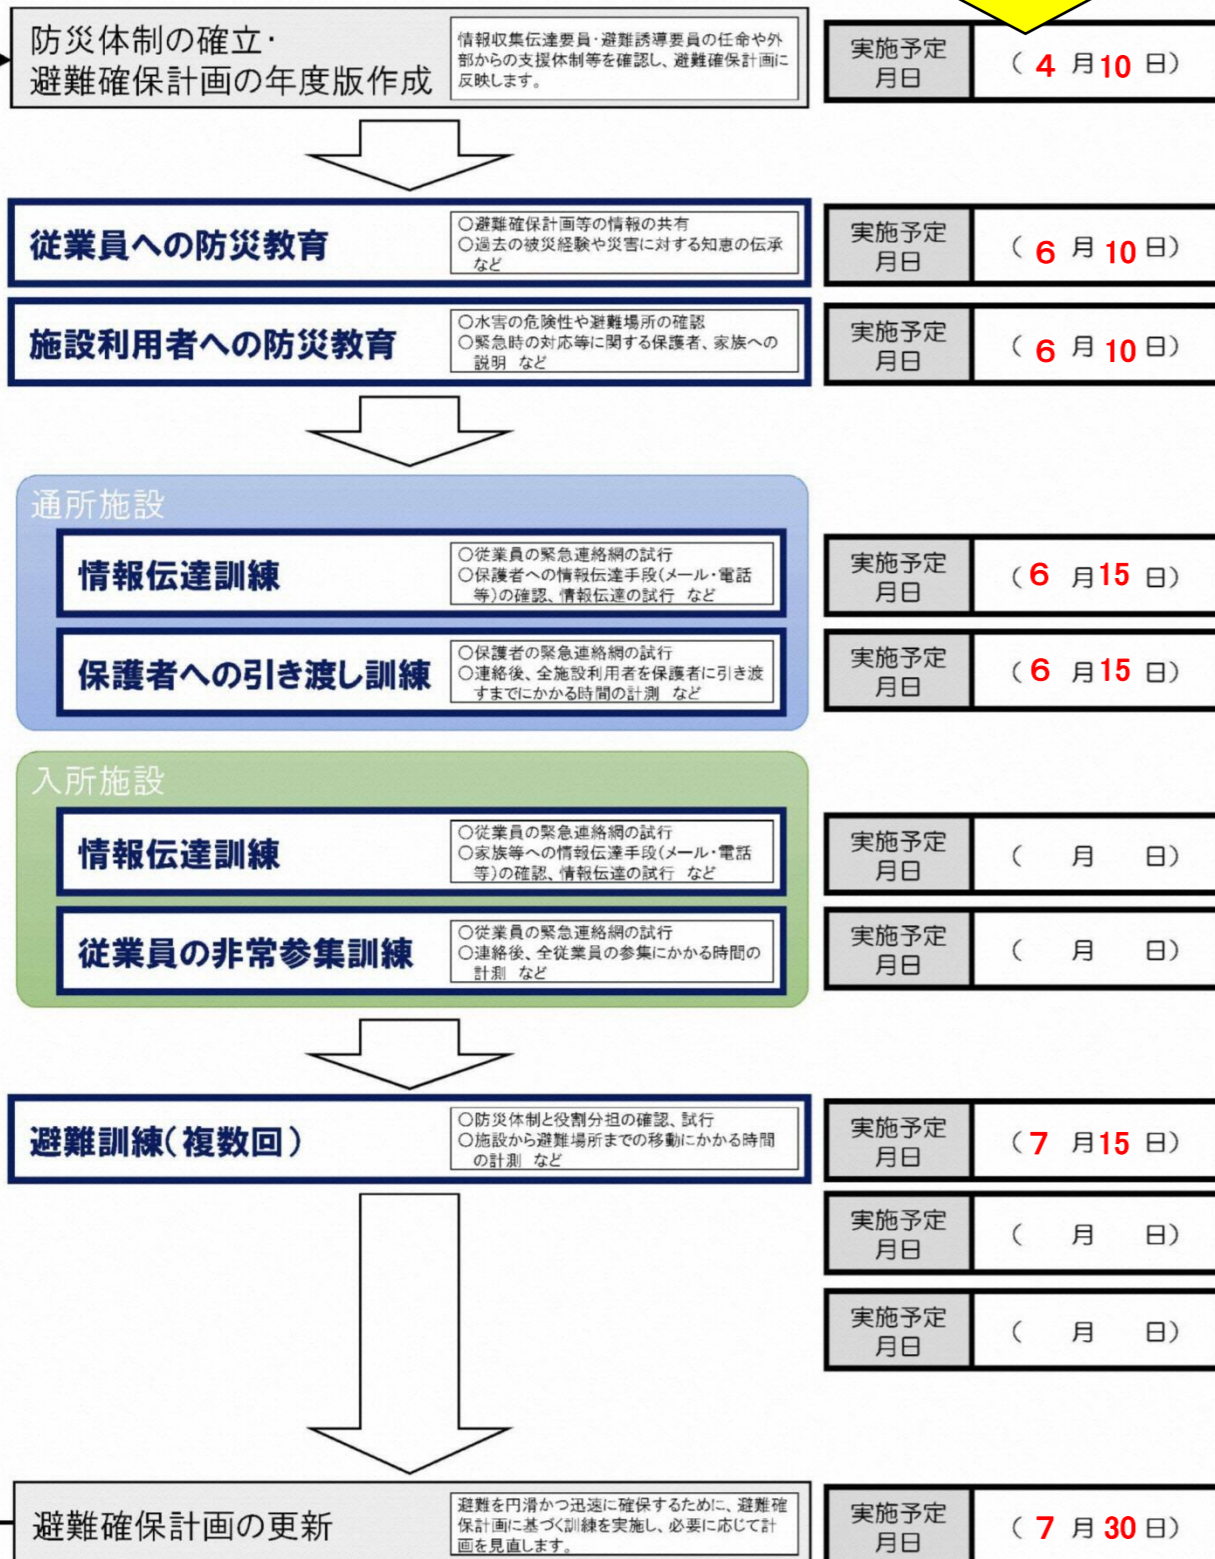 防災体制の確立・
避難確保計画の年度版作成
情報収集伝達要員・避難誘導要員の任命や外
部からの支援体制等を確認し、避難確保計画に
反映します。
実施予定
月日
（ 4 月 10 日）
従業員への防災教育
○避難確保計画等の情報の共有
○過去の被災経験や災害に対する知恵の伝承
など
実施予定
月日
（ 6 月 10 日）
施設利用者への防災教育
○水害の危険性や避難場所の確認
○緊急時の対応等に関する保護者、家族への
説明 など
実施予定
月日
（ 6 月 10 日）
通所施設
情報伝達訓練
○従業員の緊急連絡網の試行
○保護者への情報伝達手段(メール・電話
等)の確認、情報伝達の試行 など
実施予定
月日
（ 6 月 15 日）
保護者への引き渡し訓練
○保護者の緊急連絡網の試行
○連絡後、全施設利用者を保護者に引き渡
すまでにかかる時間の計測 など
実施予定
月日
（ 6 月 15 日）
入所施設
情報伝達訓練
○従業員の緊急連絡網の試行
○家族等への情報伝達手段(メール・電話
等)の確認、情報伝達の試行 など
実施予定
月日
（ 月 日）
従業員の非常参集訓練
○従業員の緊急連絡網の試行
○連絡後、全従業員の参集にかかる時間の
計測 など
実施予定
月日
（ 月 日）
避難訓練(複数回)
○防災体制と役割分担の確認、試行
○施設から避難場所までの移動にかかる時間
の計測 など
実施予定
月日
（ 7 月 15 日）
実施予定
月日
（ 月 日）
実施予定
月日
（ 月 日）
避難確保計画の更新
避難を円滑かつ迅速に確保するために、避難確
保計画に基づく訓練を実施し、必要に応じて計
画を見直します。
実施予定
月日
（ 7 月 30 日）